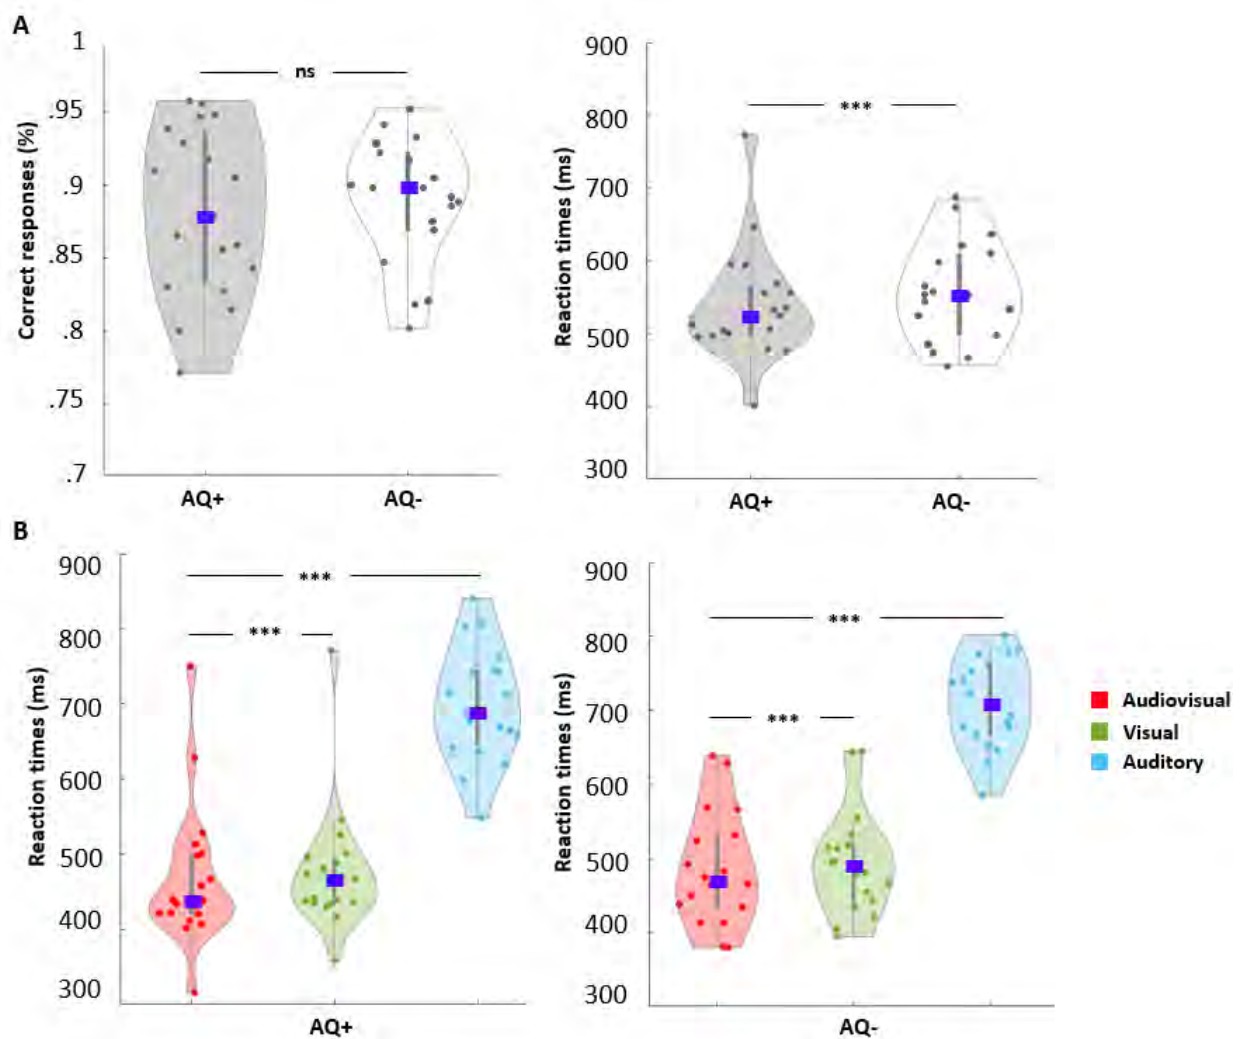 A
Correct responses (%)
1
.95
.9
.85
.8
.75
.7
ns
AQ+
AQ-
Reaction times (ms)
900
800
700
600
500
400
300
***
AQ+
AQ-
B
Reaction times (ms)
900
800
700
600
500
400
300
***
***
AQ+
Reaction times (ms)
900
800
700
600
500
400
300
***
***
AQ-
Audiovisual
Visual
Auditory